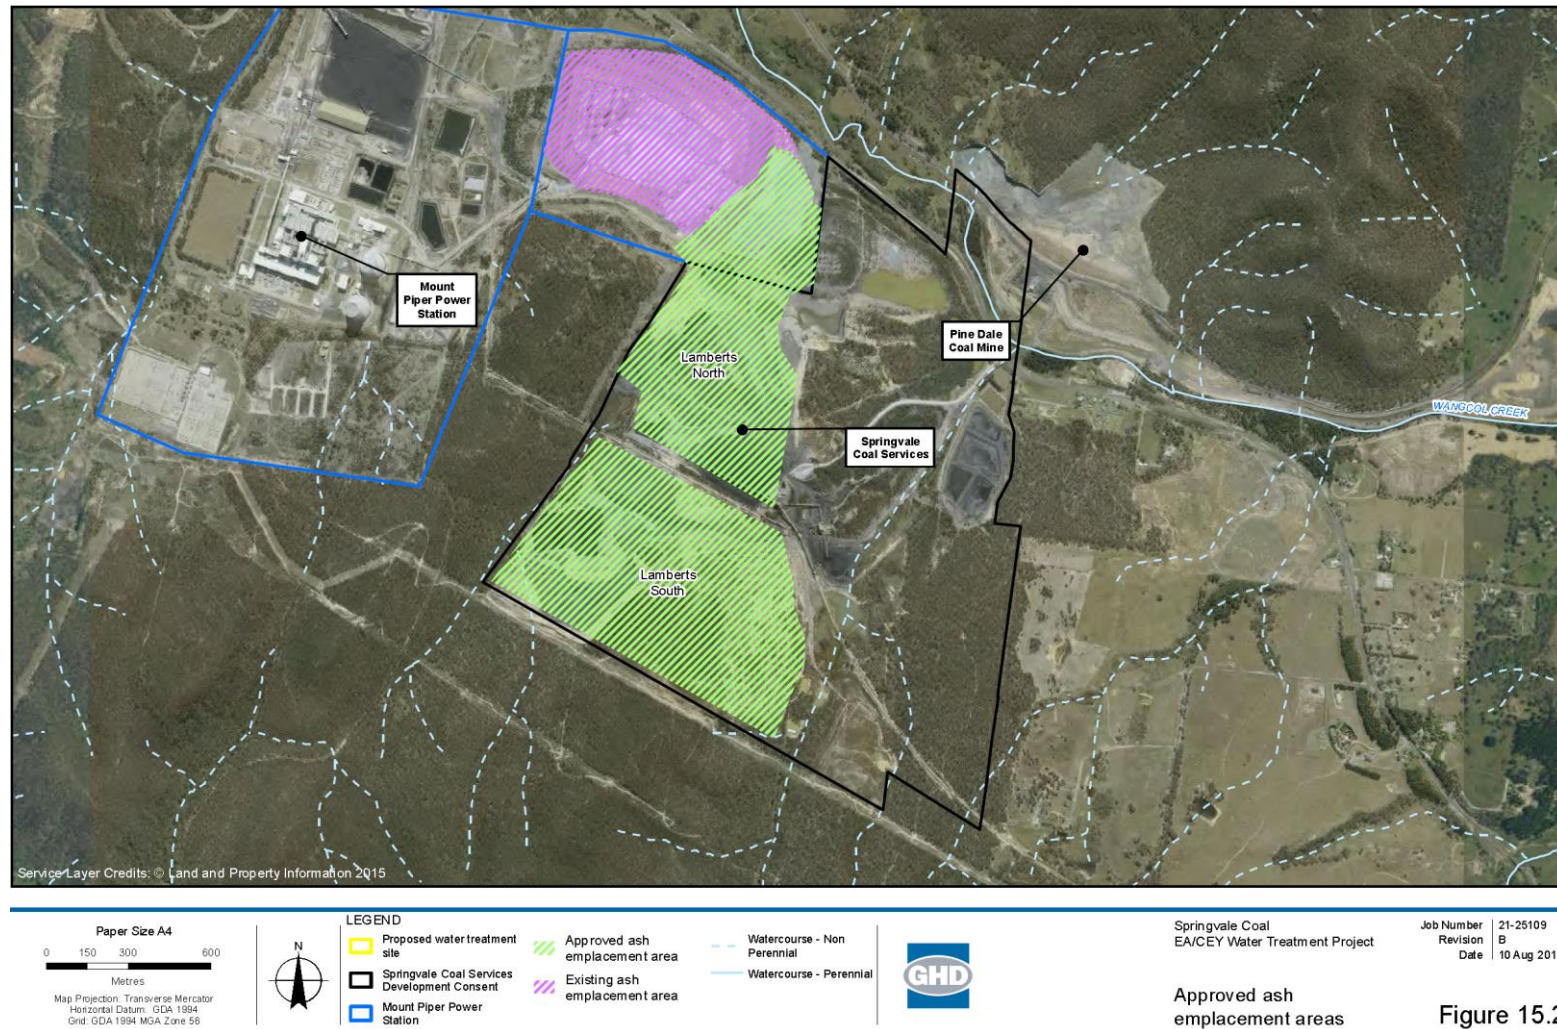 Mount
Piper Power
Station
Pine Dale
Coal Mine
Lamberts
North
WANGCOL CREEK
Springvale
Coal Services
Lamberts
South
Service Layer Credits: © Land and Property Information 2015
Paper Size A4
0 150 300 600
Metres
Map Projection: Transverse Mercator
Horizontal Datum: GDA 1994
Grid: GDA 1994 MGA Zone 56
N
LEGEND
Proposed water treatment
site
Springvale Coal Services
Development Consent
Mount Piper Power
Station
Approved ash
emplacement area
Existing ash
emplacement area
Watercourse - Non
Perennial
Watercourse - Perennial
GHD
Springvale Coal
EA/CEY Water Treatment Project
Job Number 21-25109
Revision B
Date 10 Aug 201
Approved ash
emplacement areas
Figure 15.2